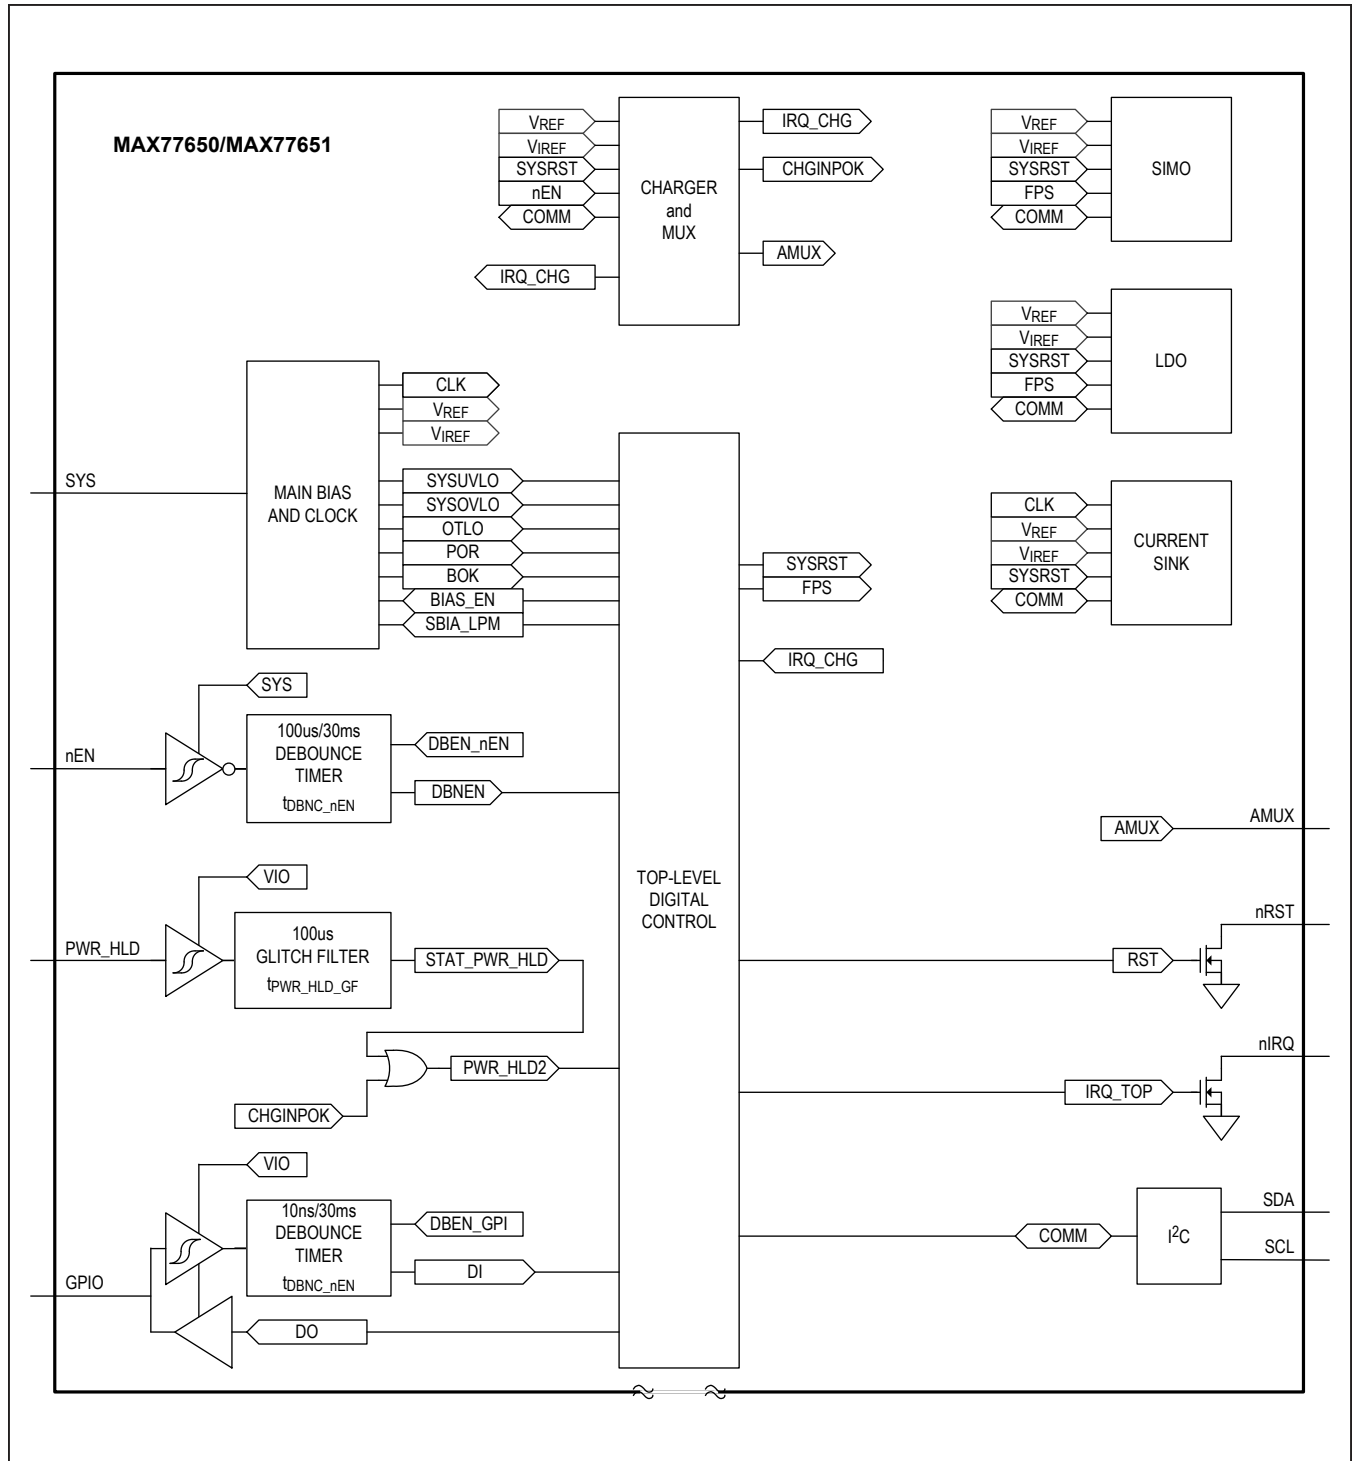 MAX77650/MAX77651
VREF
VIREF
SYSRST
nEN
COMM
IRQ_CHG
CHARGER
and
MUX
IRQ_CHG
CHGINPOK
AMUX
VREF
VIREF
SYSRST
FPS
COMM
SIMO
VREF
VIREF
SYSRST
FPS
COMM
LDO
SYS
MAIN BIAS
AND CLOCK
CLK
VREF
VIREF
SYSUVLO
SYSOVLO
OTLO
POR
BOK
BIAS_EN
SBIA_LPM
CLK
VREF
VIREF
SYSRST
COMM
CURRENT
SINK
SYSRST
FPS
IRQ_CHG
SYS
nEN
100us/30ms
DEBOUNCE
TIMER
tDBNC_nEN
DBEN_nEN
DBNEN
AMUX
AMUX
VIO
PWR_HLD
100us
GLITCH FILTER
tPWR_HLD_GF
STAT_PWR_HLD
TOP-LEVEL
DIGITAL
CONTROL
nRST
RST
CHGINPOK
PWR_HLD2
nIRQ
IRQ_TOP
VIO
GPIO
10ns/30ms
DEBOUNCE
TIMER
tDBNC_nEN
DBEN_GPI
DI
DO
COMM
I²C
SDA
SCL